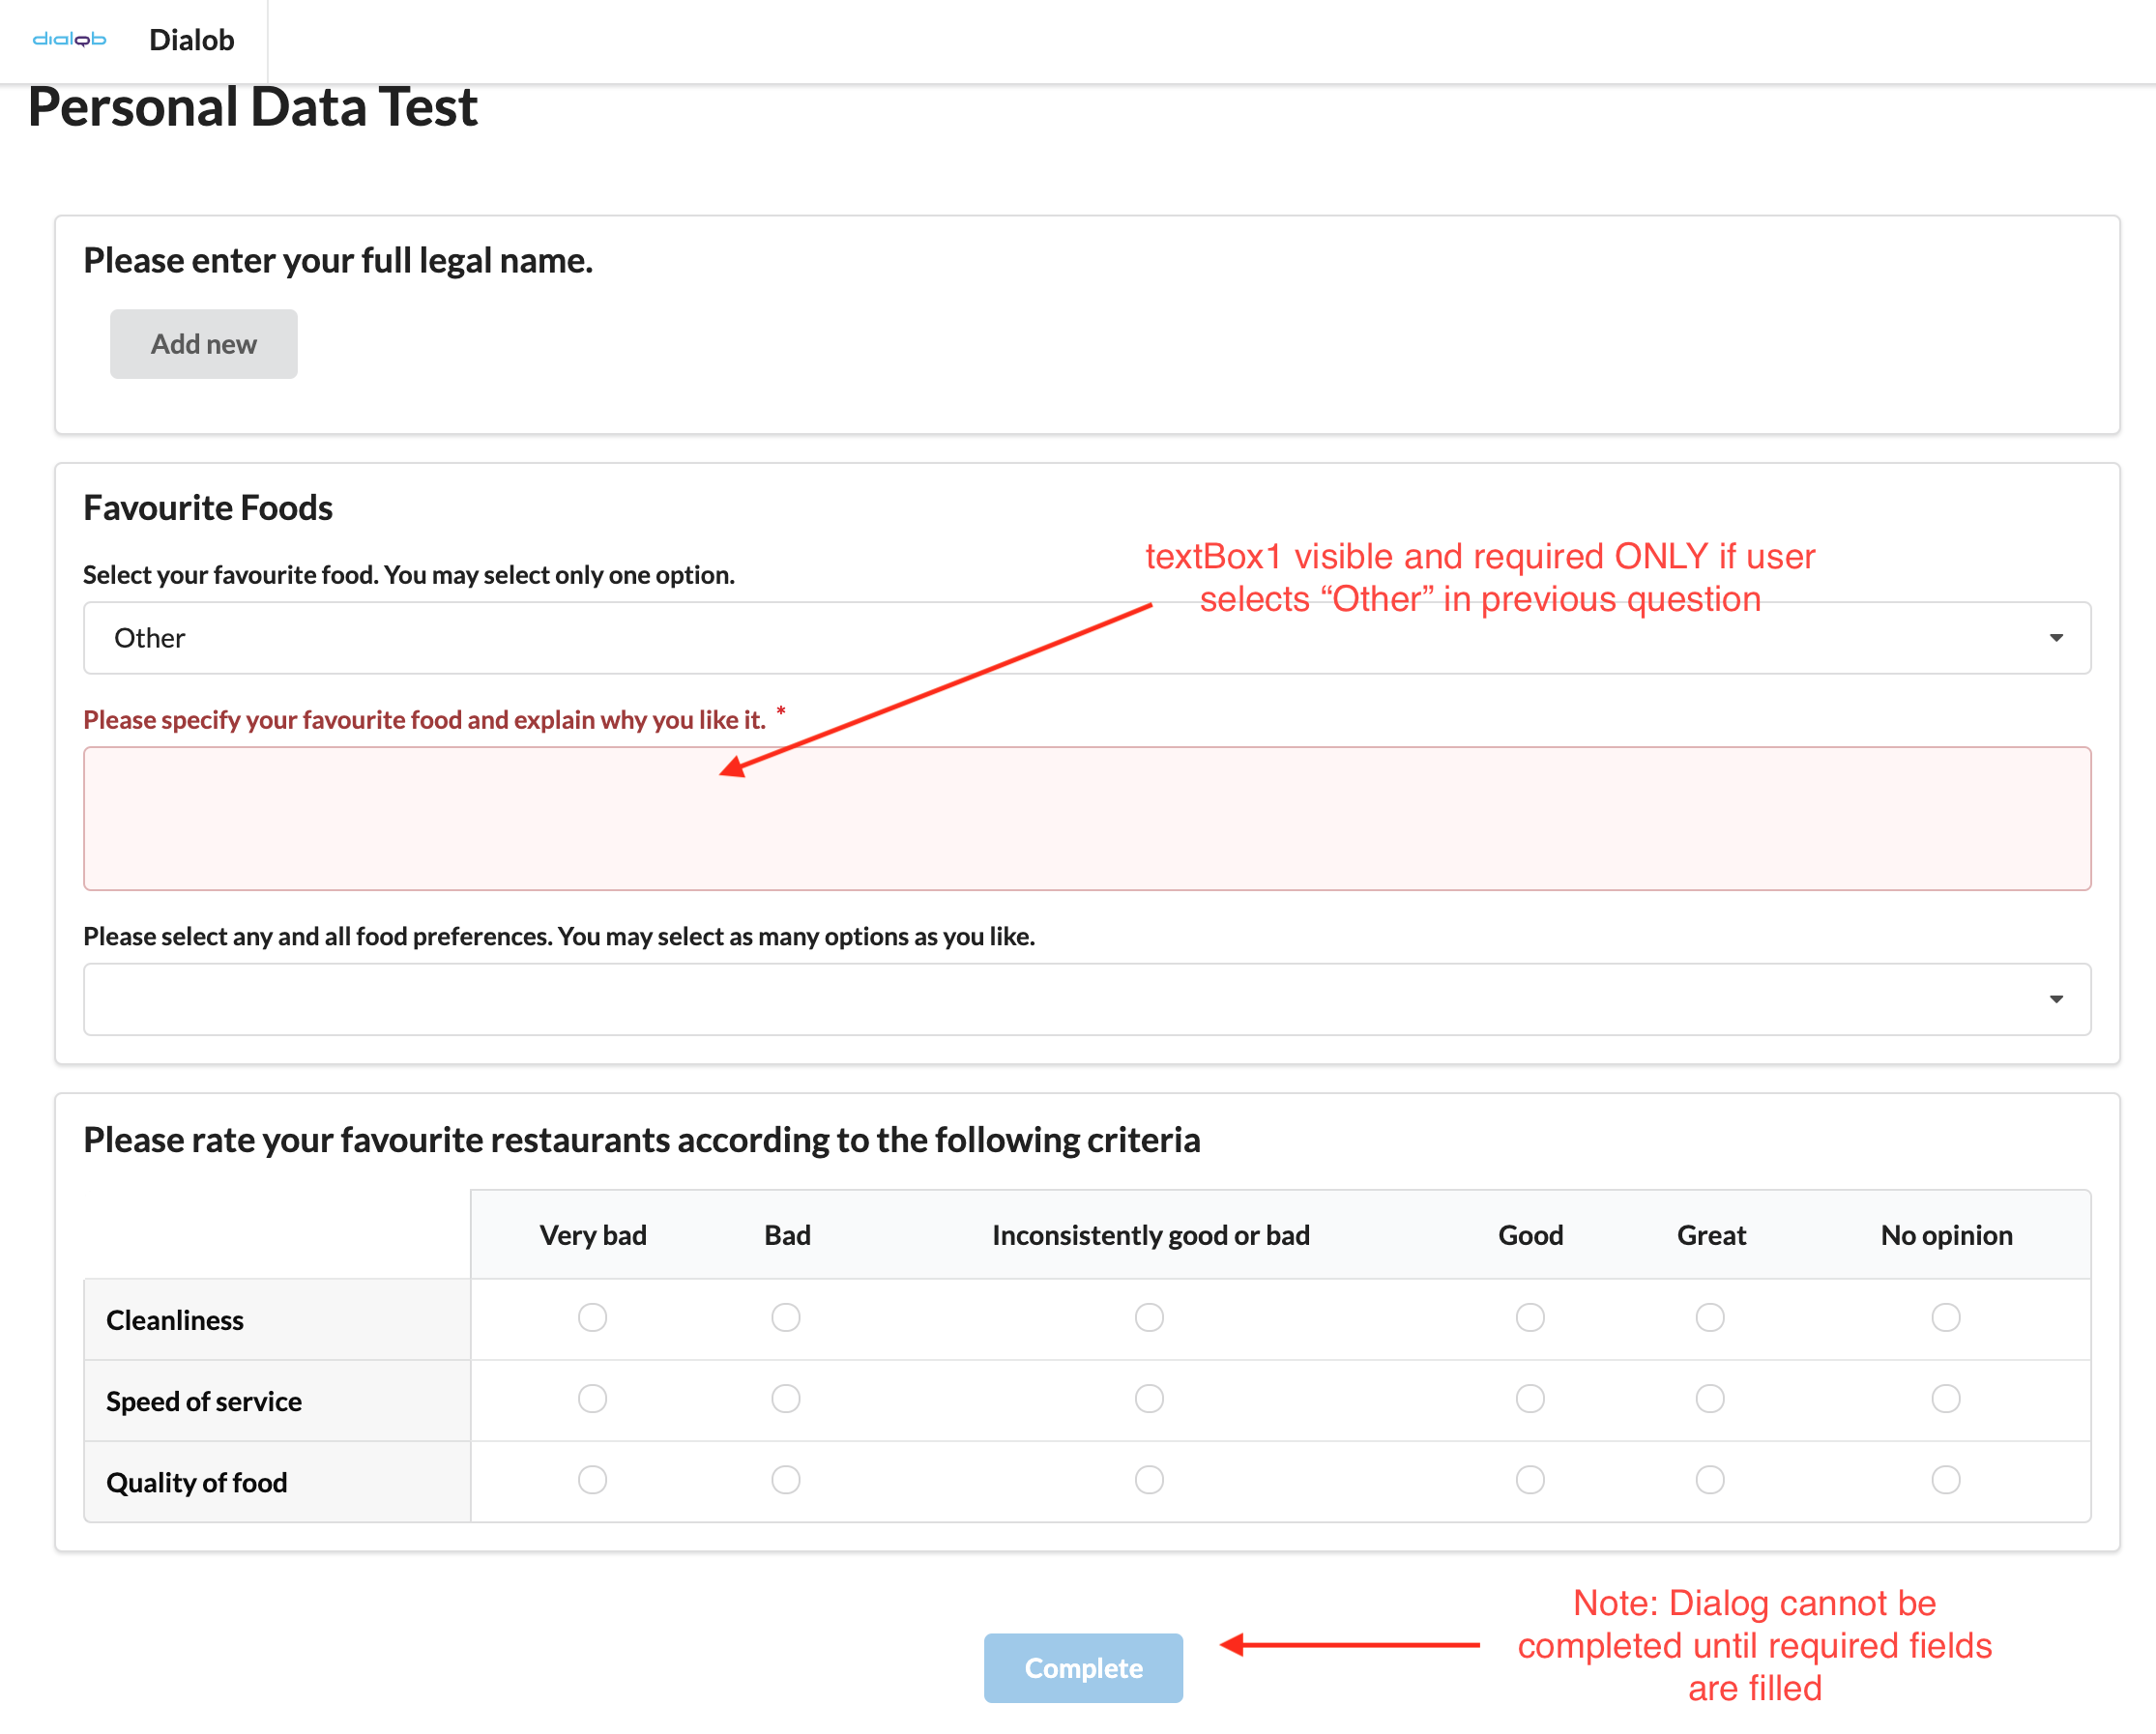 dialob Dialob
Personal Data Test
Please enter your full legal name.
Add new
Favourite Foods
textBox1 visible and required ONLY if user
selects “Other” in previous question
Select your favourite food. You may select only one option.
Other
Please specify your favourite food and explain why you like it. *
Please select any and all food preferences. You may select as many options as you like.
Please rate your favourite restaurants according to the following criteria
Very bad Bad Inconsistently good or bad Good Great No opinion
Cleanliness
Speed of service
Quality of food
Complete
Note: Dialog cannot be
completed until required fields
are filled